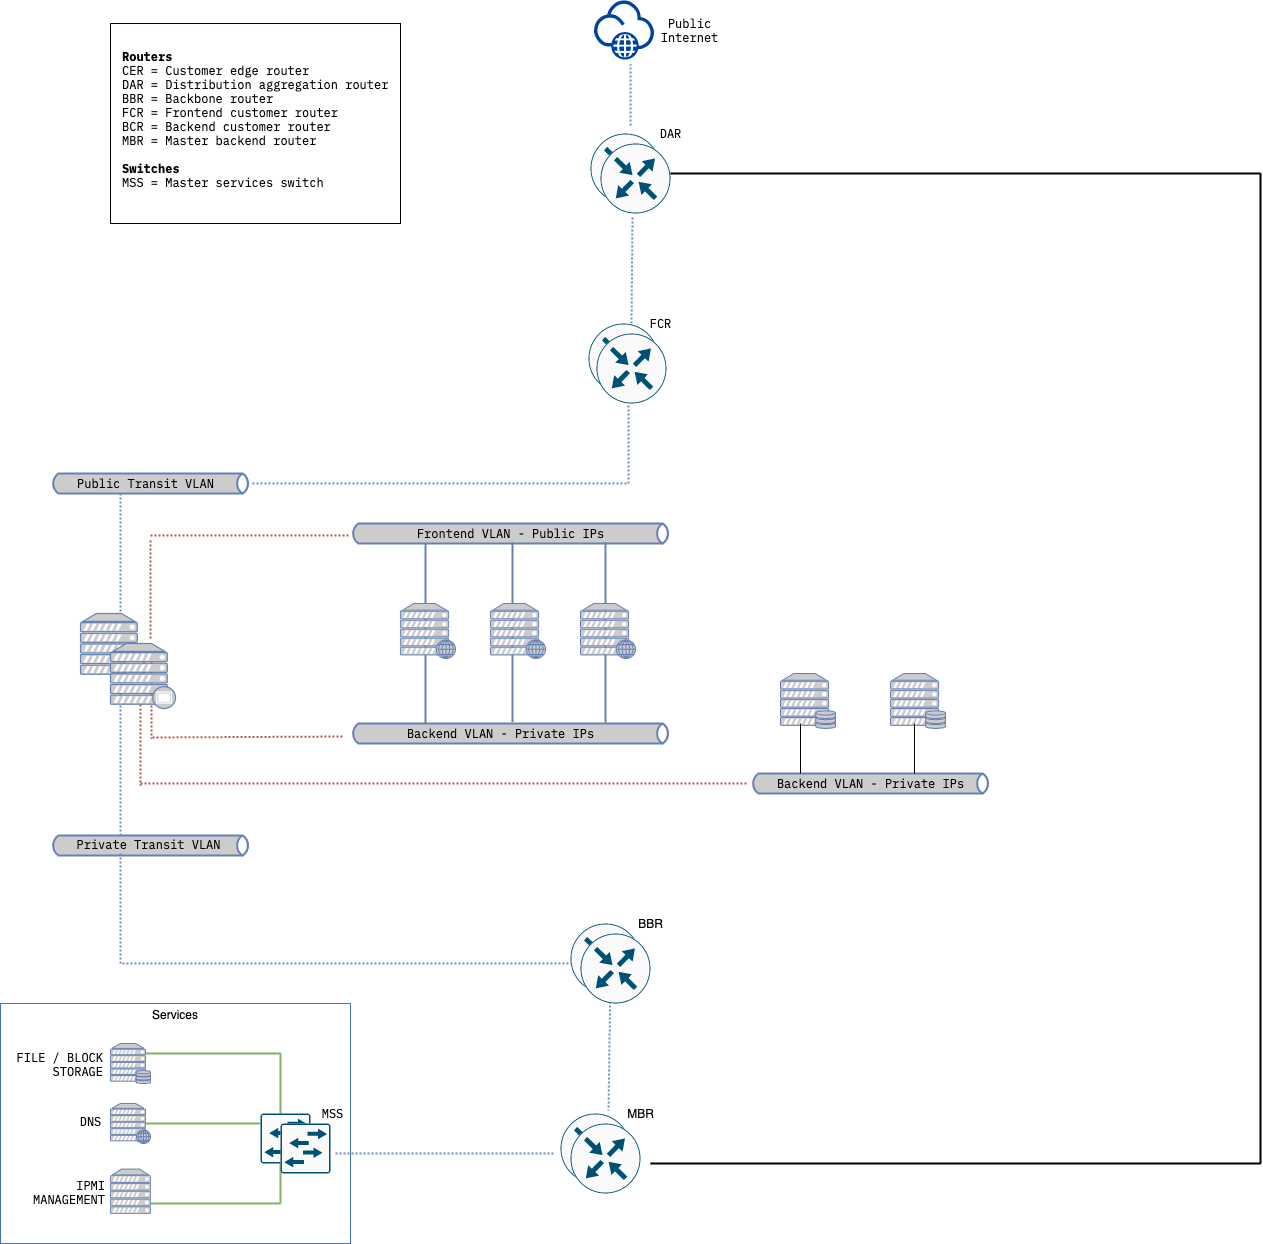 Public
Internet
Routers
CER = Customer edge router
DAR = Distribution aggregation router
BBR = Backbone router
FCR = Frontend customer router
BCR = Backend customer router
MBR = Master backend router
Switches
MSS = Master services switch
DAR
FCR
Public Transit VLAN
Frontend VLAN - Public IPs
Backend VLAN - Private IPs
Backend VLAN - Private IPs
Private Transit VLAN
BBR
Services
FILE / BLOCK
STORAGE
DNS
MSS
MBR
IPMI
MANAGEMENT